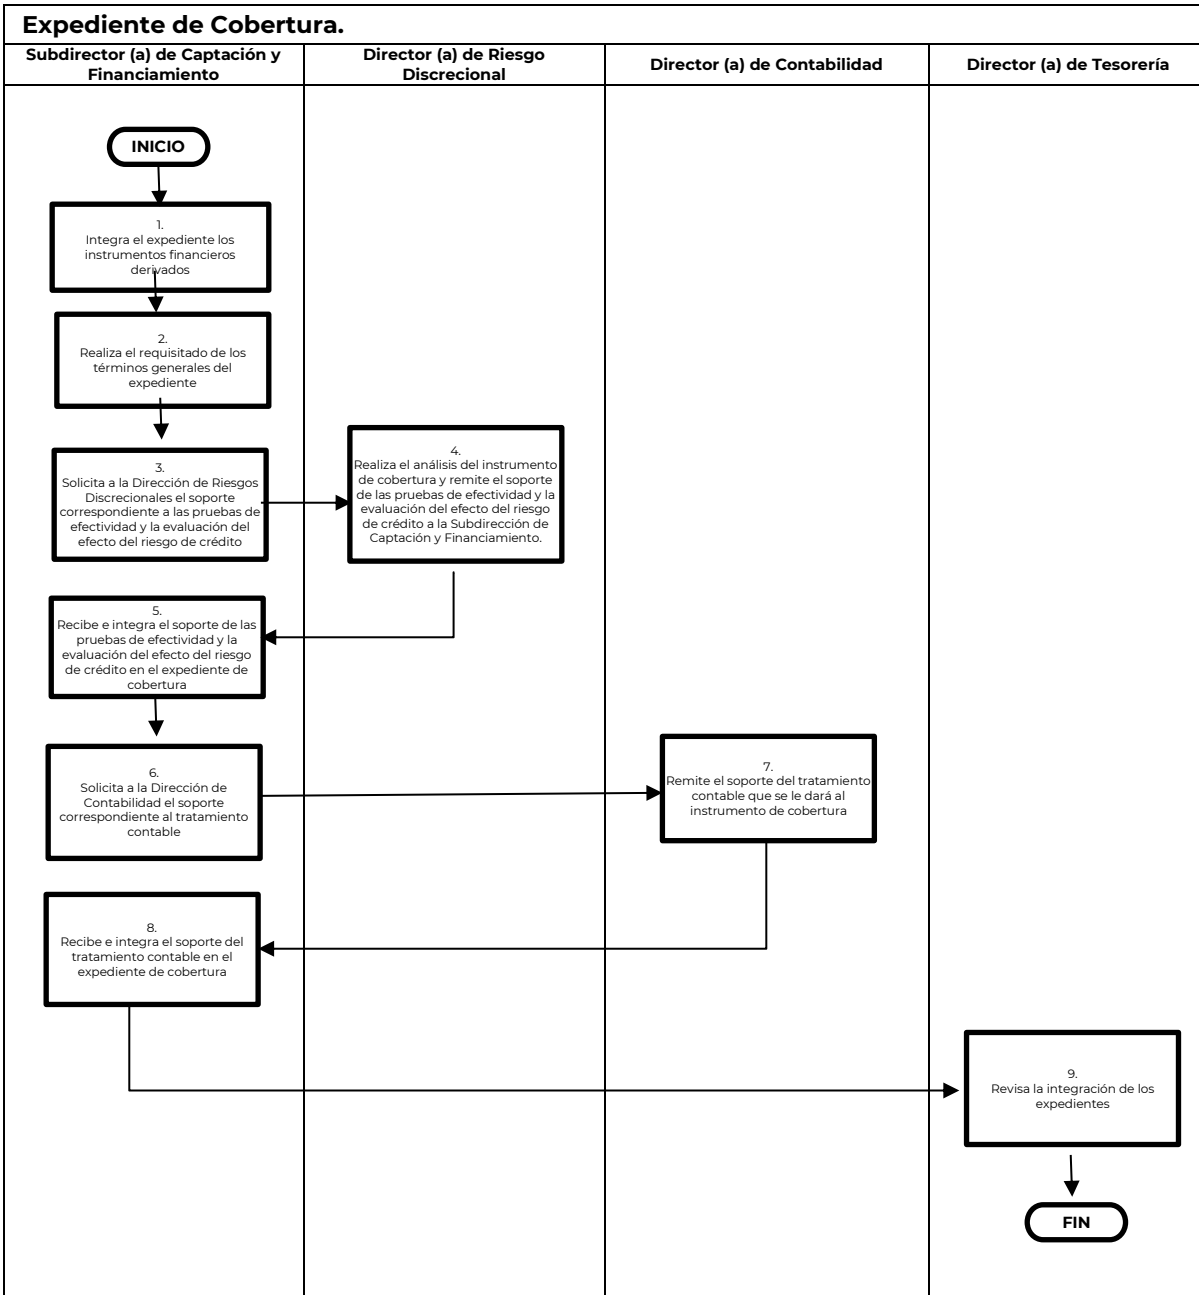 Expediente de Cobertura.
Subdirector (a) de Captación y
Financiamiento
Director (a) de Riesgo
Discrecional
Director (a) de Contabilidad
Director (a) de Tesorería
INICIO
1.
Integra el expediente los
instrumentos financieros
derivados
2.
Realiza el requisitado de los
términos generales del
expediente
3.
Solicita a la Dirección de Riesgos
Discrecionales el soporte
correspondiente a las pruebas de
efectividad y la evaluación del
efecto del riesgo de crédito
4.
Realiza el análisis del instrumento
de cobertura y remite el soporte
de las pruebas de efectividad y la
evaluación del efecto del riesgo
de crédito a la Subdirección de
Captación y Financiamiento.
5.
Recibe e integra el soporte de las
pruebas de efectividad y la
evaluación del efecto del riesgo
de crédito en el expediente de
cobertura
6.
Solicita a la Dirección de
Contabilidad el soporte
correspondiente al tratamiento
contable
7.
Remite el soporte del tratamiento
contable que se le dará al
instrumento de cobertura
8.
Recibe e integra el soporte del
tratamiento contable en el
expediente de cobertura
9.
Revisa la integración de los
expedientes
FIN